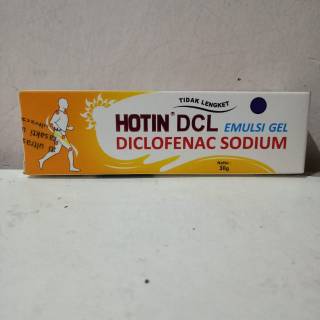 TIDAK LENGKET
HOTIN® DCL EMULSI GEL
DICLOFENAC SODIUM
Netto :
30g